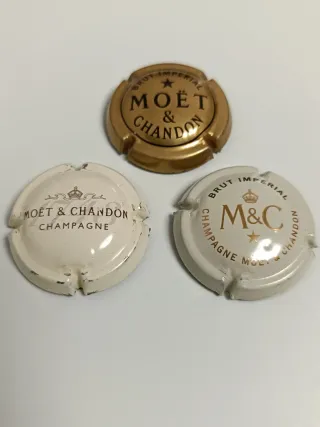 BRUT IMPERIAL
MOËT
&
CHANDON
MOËT & CHANDON
CHAMPAGNE
BRUT IMPERIAL
M&C
CHAMPAGNE MOËT & CHANDON